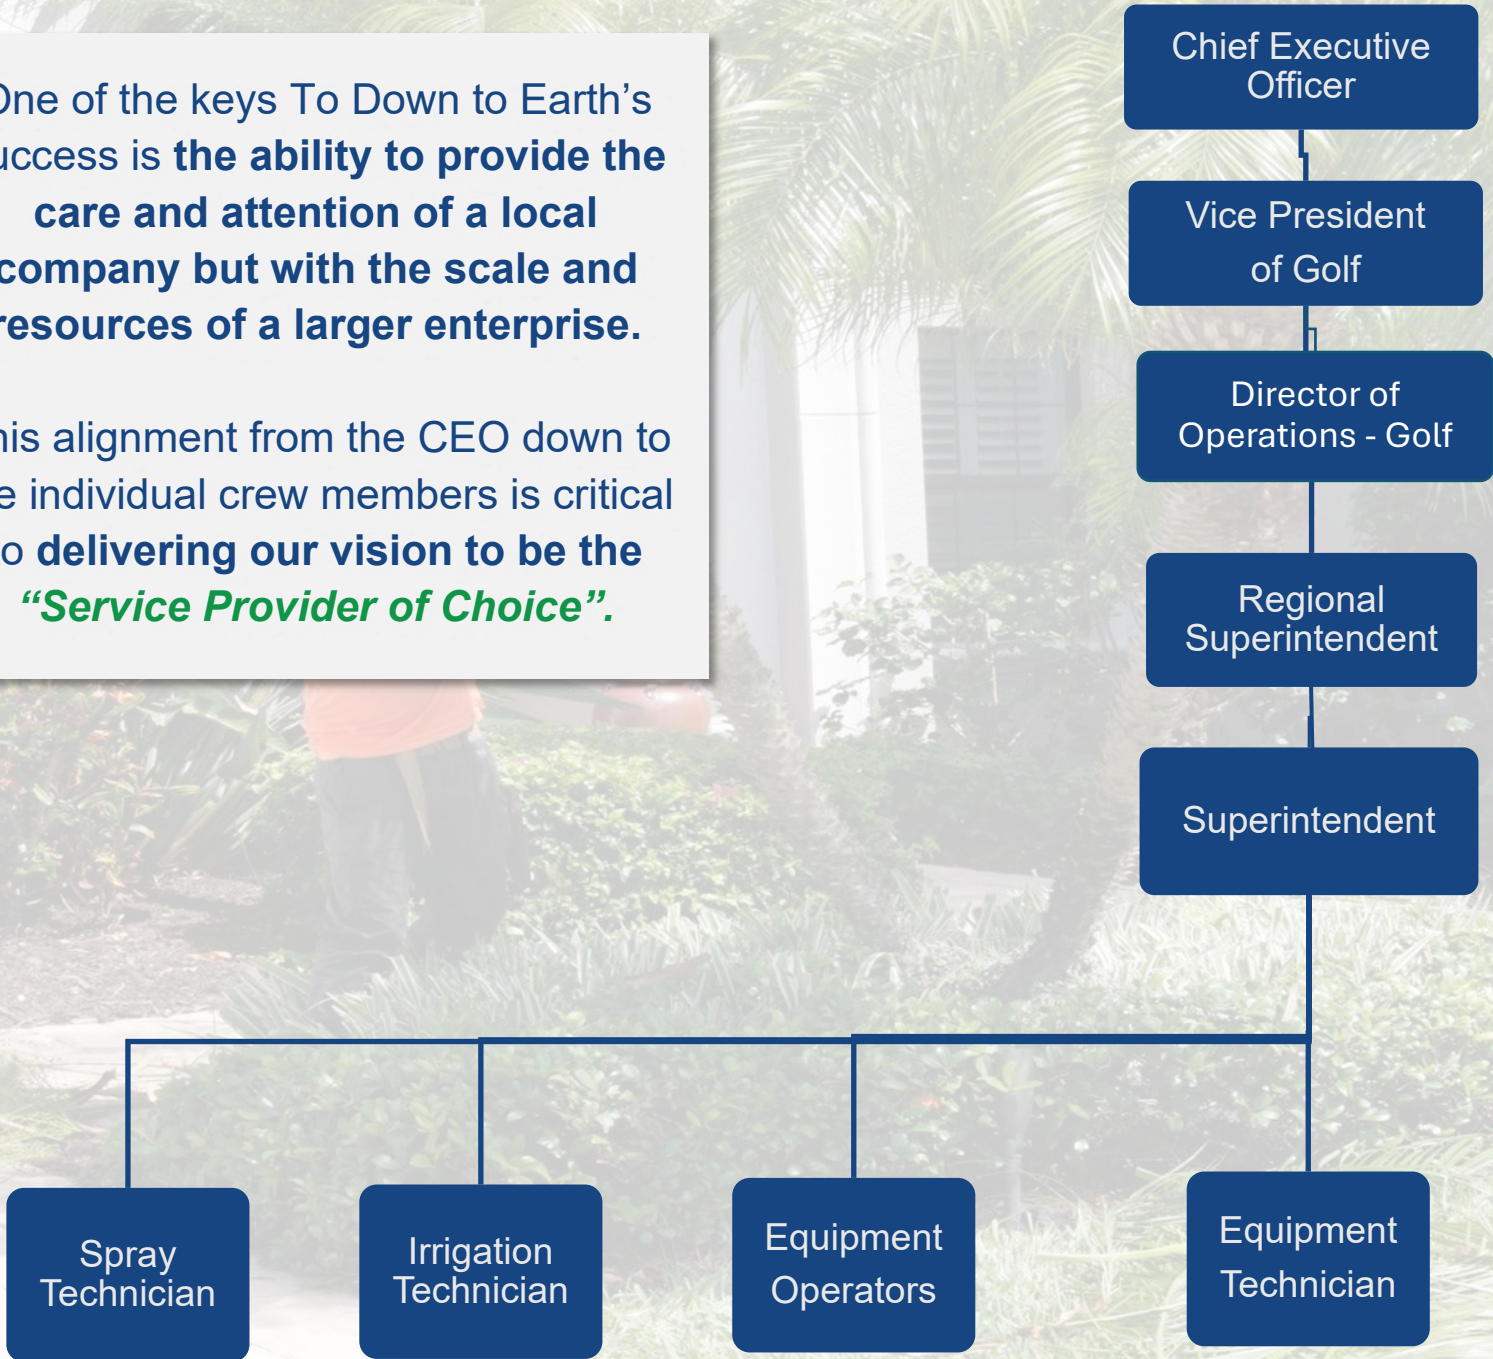 One of the keys To Down to Earth’s
uccess is the ability to provide the
care and attention of a local
company but with the scale and
resources of a larger enterprise.
his alignment from the CEO down to
e individual crew members is critical
o delivering our vision to be the
“Service Provider of Choice”.
Chief Executive
Officer
Vice President
of Golf
Director of
Operations - Golf
Regional
Superintendent
Superintendent
Spray
Technician
Irrigation
Technician
Equipment
Operators
Equipment
Technician